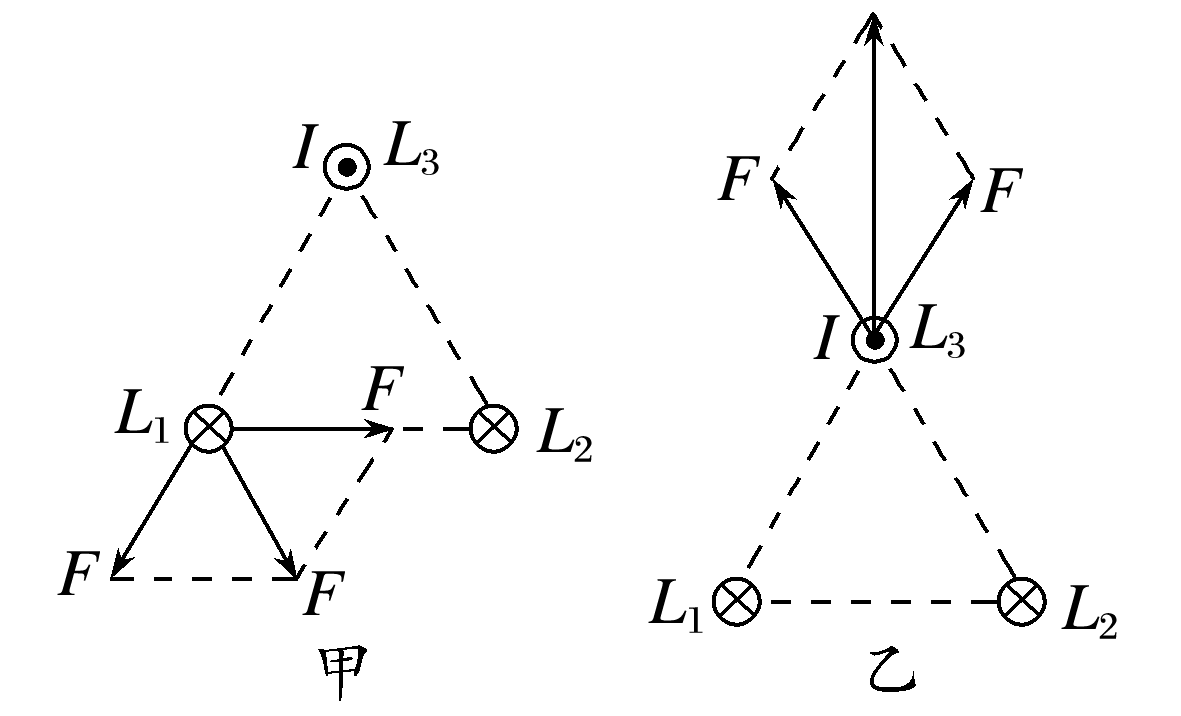 I L₃
L₁ F L₂
F F
甲
F F
I L₃
L₁ L₂
乙